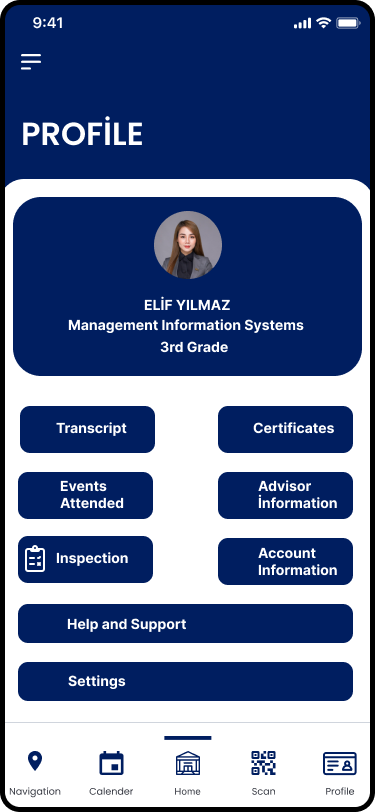 9:41
PROFİLE
ELİF YILMAZ
Management Information Systems
3rd Grade
Transcript
Certificates
Events
Attended
Advisor
İnformation
Inspection
Account
Information
Help and Support
Settings
Navigation
Calender
Home
Scan
Profile